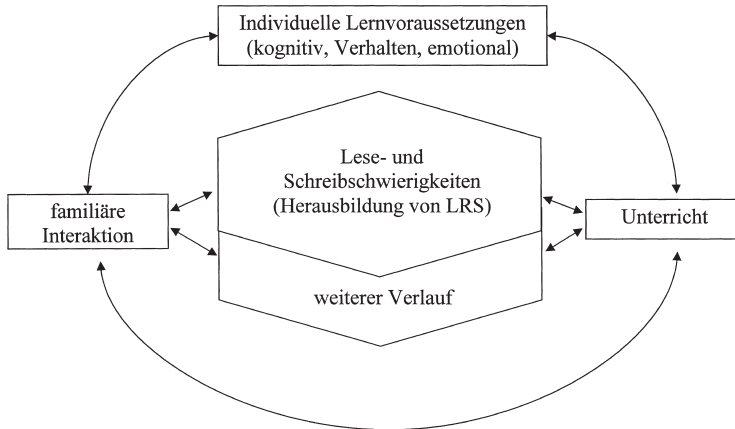 Individuelle Lernvoraussetzungen
(kognitiv, Verhalten, emotional)
Lese- und
Schreibschwierigkeiten
(Herausbildung von LRS)
familiäre
Interaktion
Unterricht
weiterer Verlauf